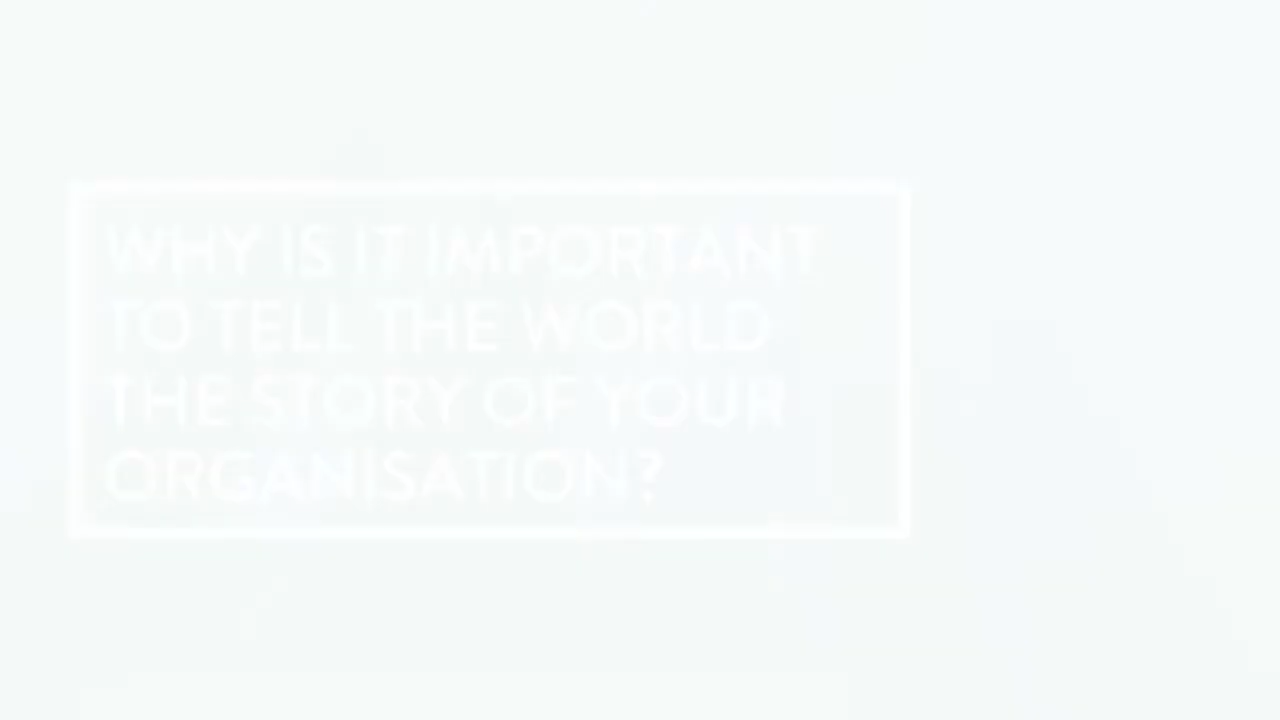 WHY IS IT IMPORTANT
TO TELL THE WORLD
THE STORY OF YOUR
ORGANISATION?